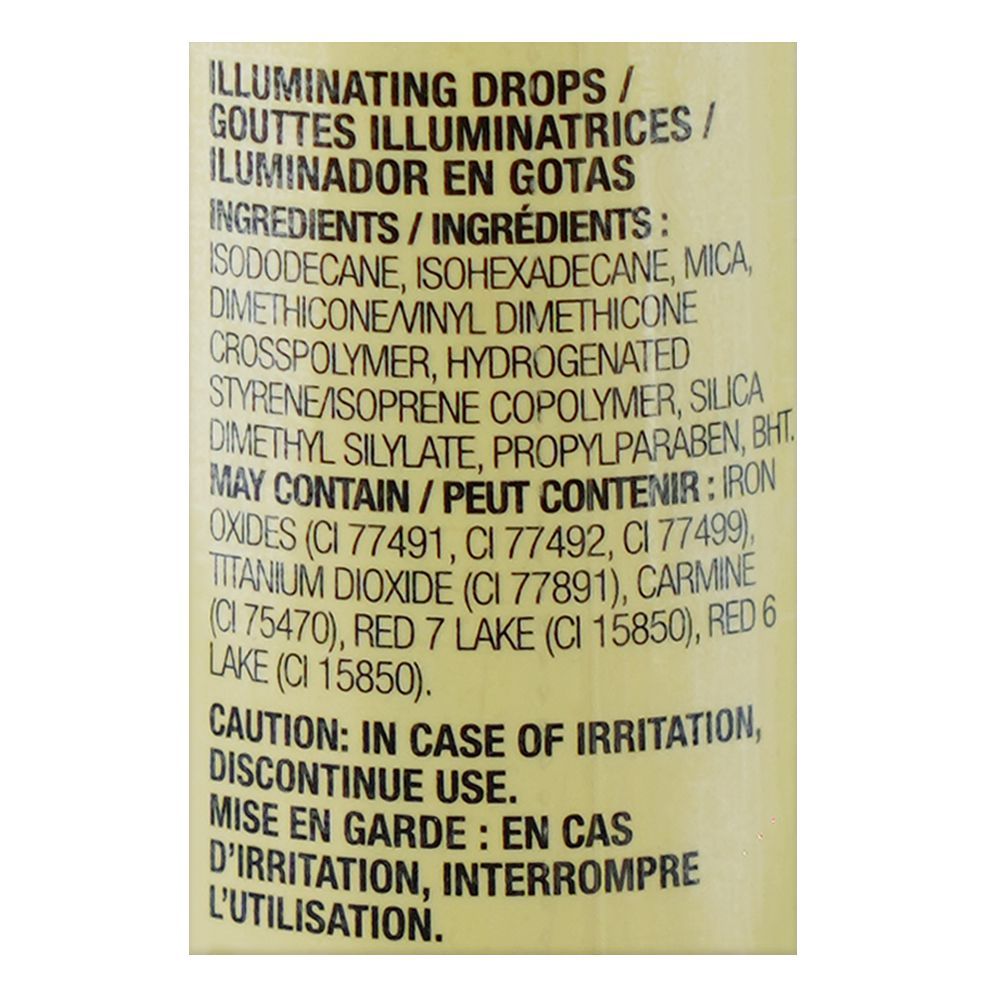 ILLUMINATING DROPS /
GOUTTES ILLUMINATRICES /
ILUMINADOR EN GOTAS
INGREDIENTS / INGRÉDIENTS :
ISODODECANE, ISOHEXADECANE, MICA,
DIMETHICONE/VINYL DIMETHICONE
CROSSPOLYMER, HYDROGENATED
STYRENE/ISOPRENE COPOLYMER, SILICA
DIMETHYL SILYLATE, PROPYLPARABEN, BHT.
MAY CONTAIN / PEUT CONTENIR : IRON
OXIDES (CI 77491, CI 77492, CI 77499),
TITANIUM DIOXIDE (CI 77891), CARMINE
(CI 75470), RED 7 LAKE (CI 15850), RED 6
LAKE (CI 15850).
CAUTION: IN CASE OF IRRITATION,
DISCONTINUE USE.
MISE EN GARDE : EN CAS
D'IRRITATION, INTERROMPRE
L'UTILISATION.